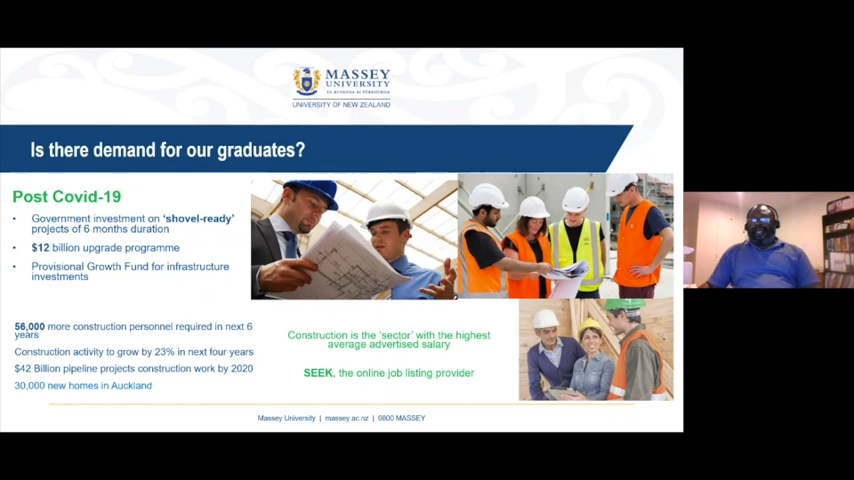 MASSEY
UNIVERSITY
TE KUNENGA KI PŪREHUROA
UNIVERSITY OF NEW ZEALAND
Is there demand for our graduates?
Post Covid-19
• Government investment on ‘shovel-ready’
projects of 6 months duration
• $12 billion upgrade programme
• Provisional Growth Fund for infrastructure
investments
56,000 more construction personnel required in next 6
years
Construction activity to grow by 23% in next four years
$42 Billion pipeline projects construction work by 2020
30,000 new homes in Auckland
Construction is the ‘sector’ with the highest
average advertised salary
SEEK, the online job listing provider
Massey University | massey.ac.nz | 0800 MASSEY